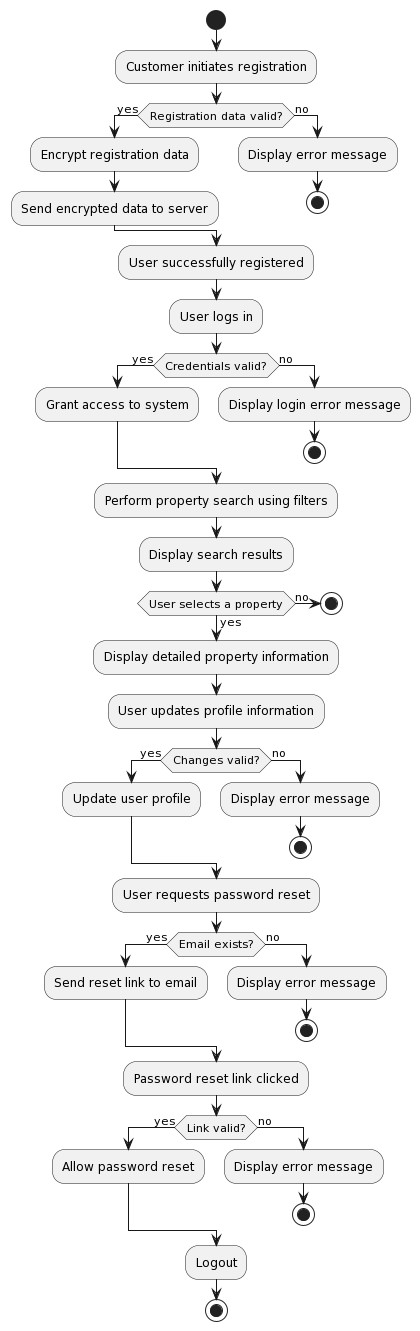 Customer initiates registration
yes
Registration data valid?
no
Encrypt registration data
Display error message
Send encrypted data to server
User successfully registered
User logs in
yes
Credentials valid?
no
Grant access to system
Display login error message
Perform property search using filters
Display search results
User selects a property
no
yes
Display detailed property information
User updates profile information
yes
Changes valid?
no
Update user profile
Display error message
User requests password reset
yes
Email exists?
no
Send reset link to email
Display error message
Password reset link clicked
yes
Link valid?
no
Allow password reset
Display error message
Logout